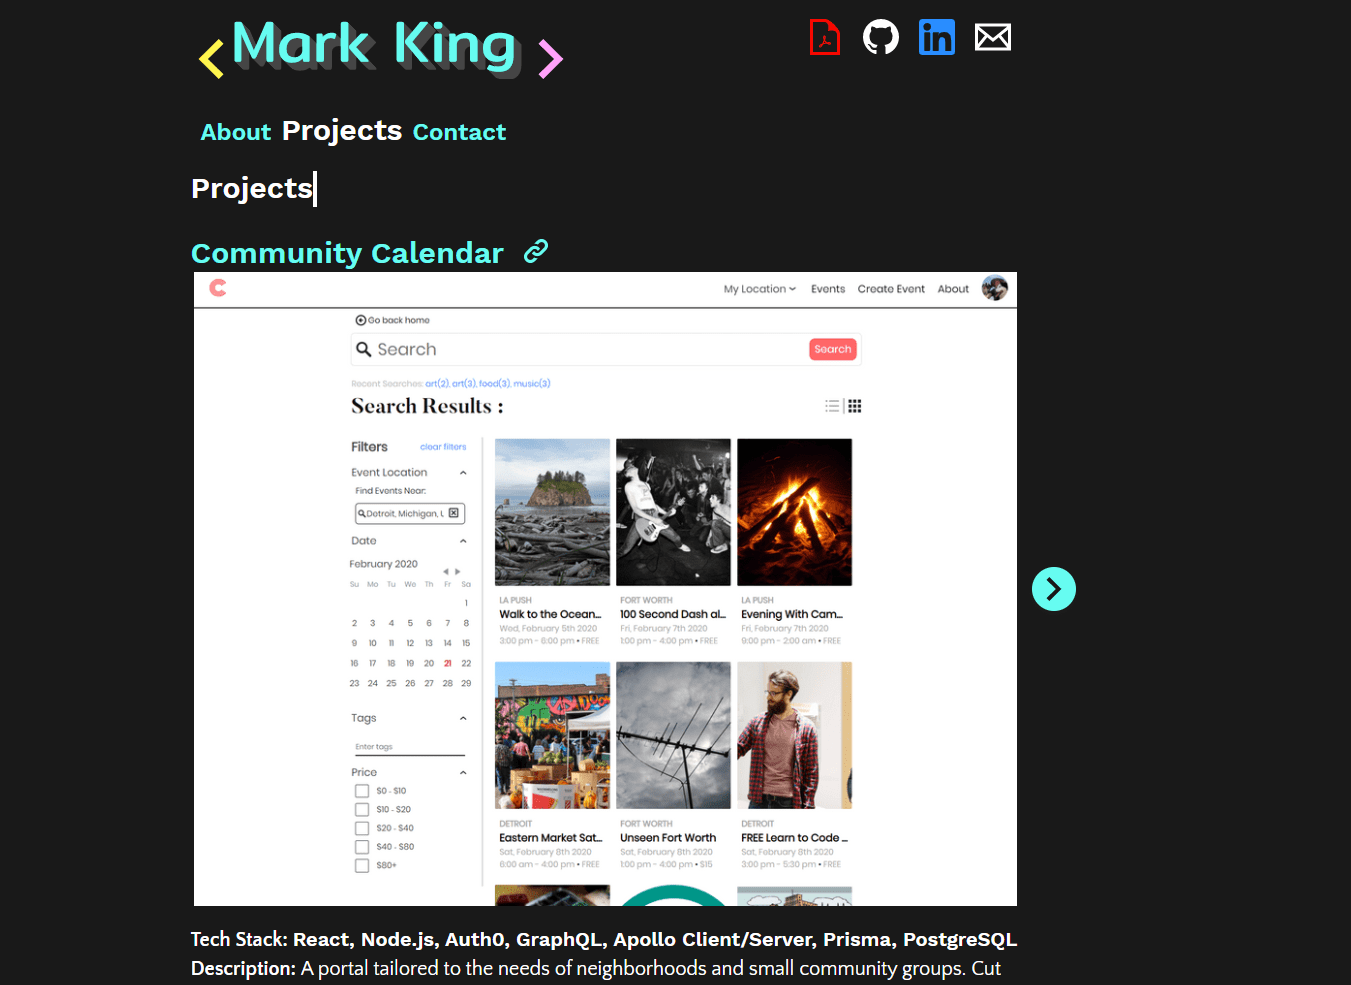 Mark King
About Projects Contact
Projects
Community Calendar
My Location Events Create Event About
Go back home
Search Search
Recent Searches: art(2), art(3), food(3), music(3)
Search Results :
Filters clear filters
Event Location
Find Events Near:
Detroit, Michigan, U
Date
February 2020
Su Mo Tu We Th Fr Sa
1
2 3 4 5 6 7 8
9 10 11 12 13 14 15
16 17 18 19 20 21 22
23 24 25 26 27 28 29
Tags
Enter tags
Price
$0 - $10
$10 - $20
$20 - $40
$40 - $80
$80+
LA PUSH
Walk to the Ocean...
Wed, February 5th 2020
3:00 pm - 6:00 pm • FREE
FORT WORTH
100 Second Dash al...
Fri, February 7th 2020
1:00 pm - 4:00 pm • FREE
LA PUSH
Evening With Cam...
Fri, February 7th 2020
9:00 pm - 2:00 am • FREE
DETROIT
Eastern Market Sat...
Sat, February 8th 2020
6:00 am - 4:00 pm • FREE
FORT WORTH
Unseen Fort Worth
Sat, February 8th 2020
1:00 pm - 4:00 pm • $15
DETROIT
FREE Learn to Code ...
Sat, February 8th 2020
3:00 pm - 5:30 pm • FREE
Tech Stack: React, Node.js, Auth0, GraphQL, Apollo Client/Server, Prisma, PostgreSQL
Description: A portal tailored to the needs of neighborhoods and small community groups. Cut